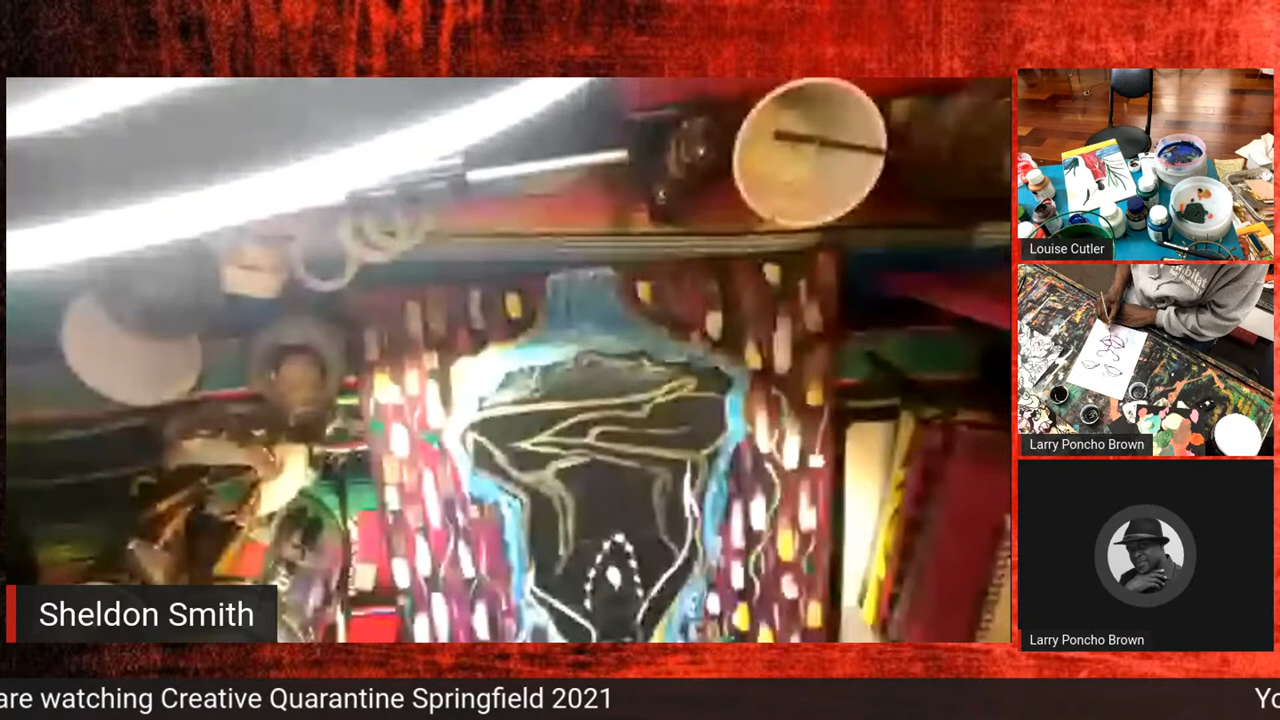 Sheldon Smith
Louise Cutler
Larry Poncho Brown
Larry Poncho Brown
are watching Creative Quarantine Springfield 2021
Yo